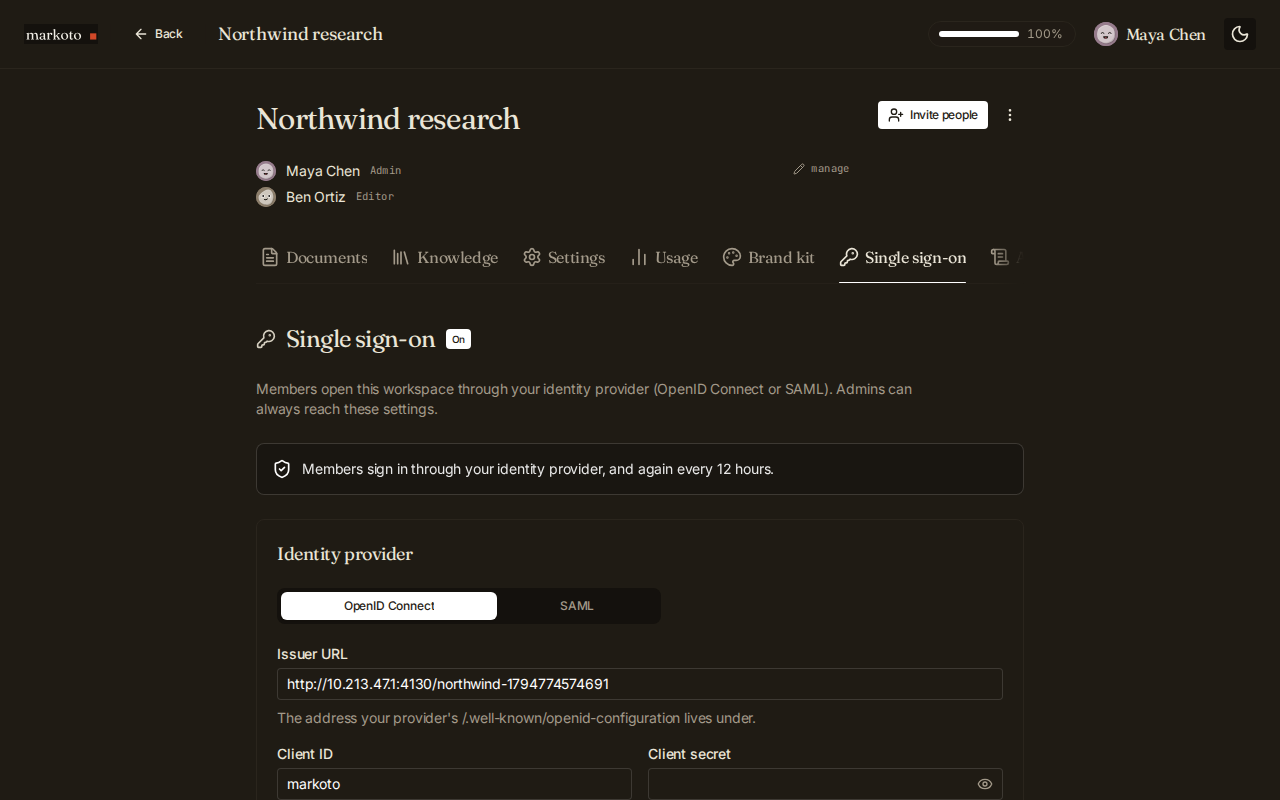 markoto
Back
Northwind research
100%
Maya Chen
Northwind research
Invite people
Maya Chen Admin
manage
Ben Ortiz Editor
Documents
Knowledge
Settings
Usage
Brand kit
Single sign-on
Single sign-on On
Members open this workspace through your identity provider (OpenID Connect or SAML). Admins can
always reach these settings.
Members sign in through your identity provider, and again every 12 hours.
Identity provider
OpenID Connect
SAML
Issuer URL
http://10.213.47.1:4130/northwind-1794774574691
The address your provider's /.well-known/openid-configuration lives under.
Client ID
Client secret
markoto